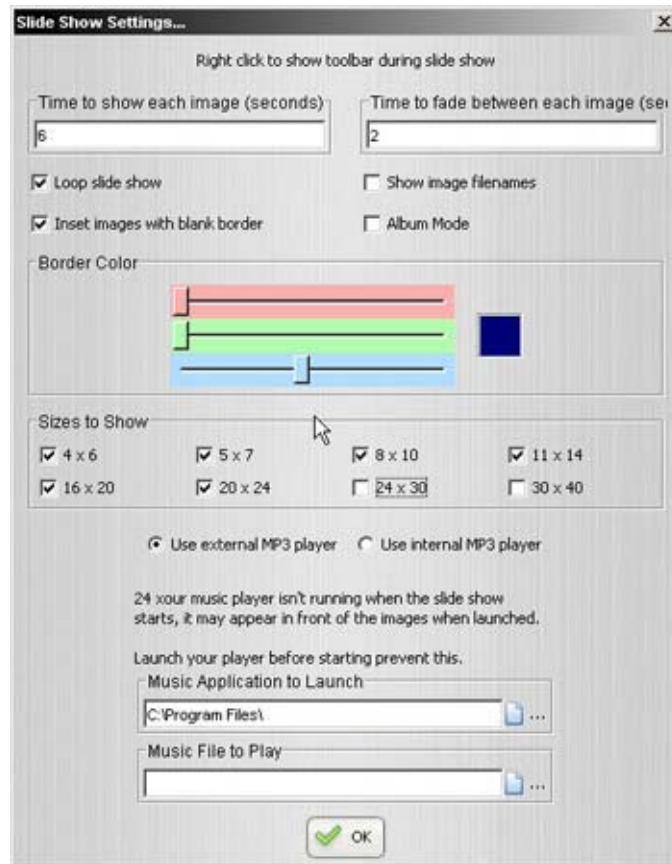 Slide Show Settings...
Right click to show toolbar during slide show
Time to show each image (seconds)
Time to fade between each image (se
6
2
Loop slide show
Show image filenames
Inset images with blank border
Album Mode
Border Color
Sizes to Show
4 x 6
5 x 7
8 x 10
11 x 14
16 x 20
20 x 24
24 x 30
30 x 40
Use external MP3 player
Use internal MP3 player
24 xour music player isn't running when the slide show
starts, it may appear in front of the images when launched.
Launch your player before starting prevent this.
Music Application to Launch
C:\Program Files\
...
Music File to Play
...
OK